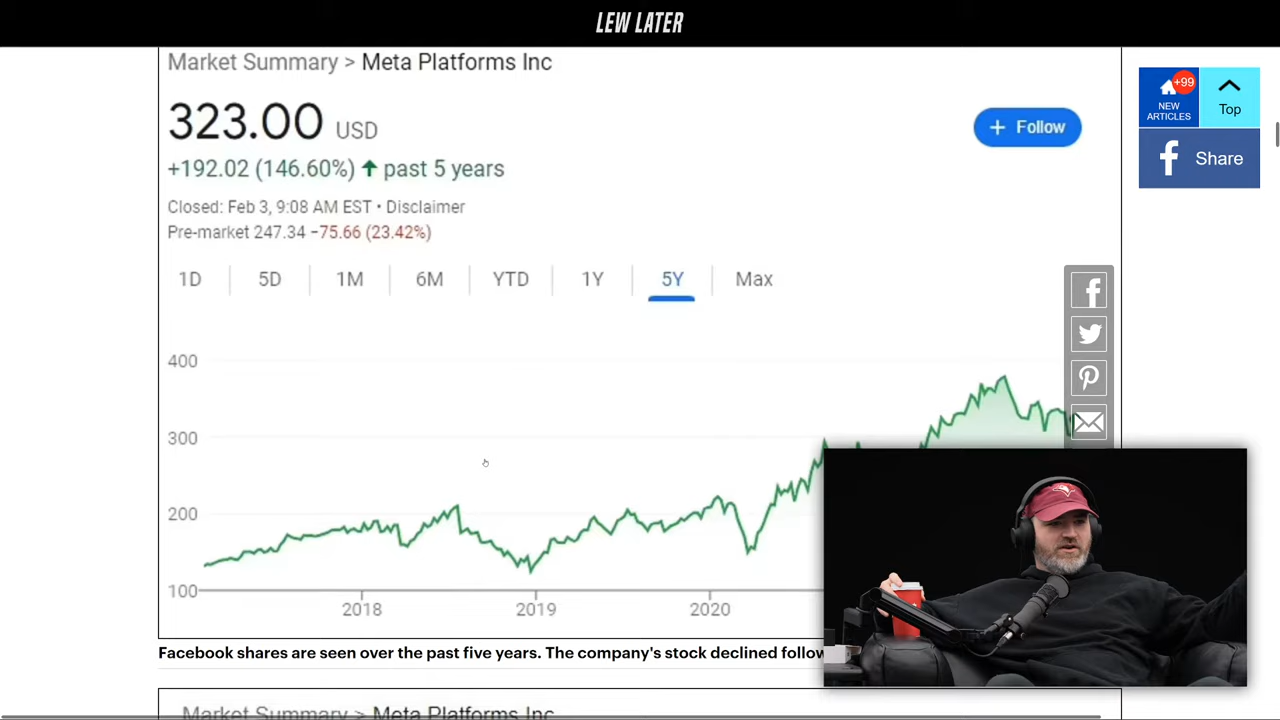 LEW LATER
Market Summary > Meta Platforms Inc
323.00 USD
+ Follow
+192.02 (146.60%) ↑ past 5 years
Closed: Feb 3, 9:08 AM EST • Disclaimer
Pre-market 247.34 −75.66 (23.42%)
1D 5D 1M 6M YTD 1Y 5Y Max
400
300
200
100
2018 2019 2020
Facebook shares are seen over the past five years. The company's stock declined follow
Market Summary > Meta Platforms Inc
+99
NEW
ARTICLES
Top
f Share